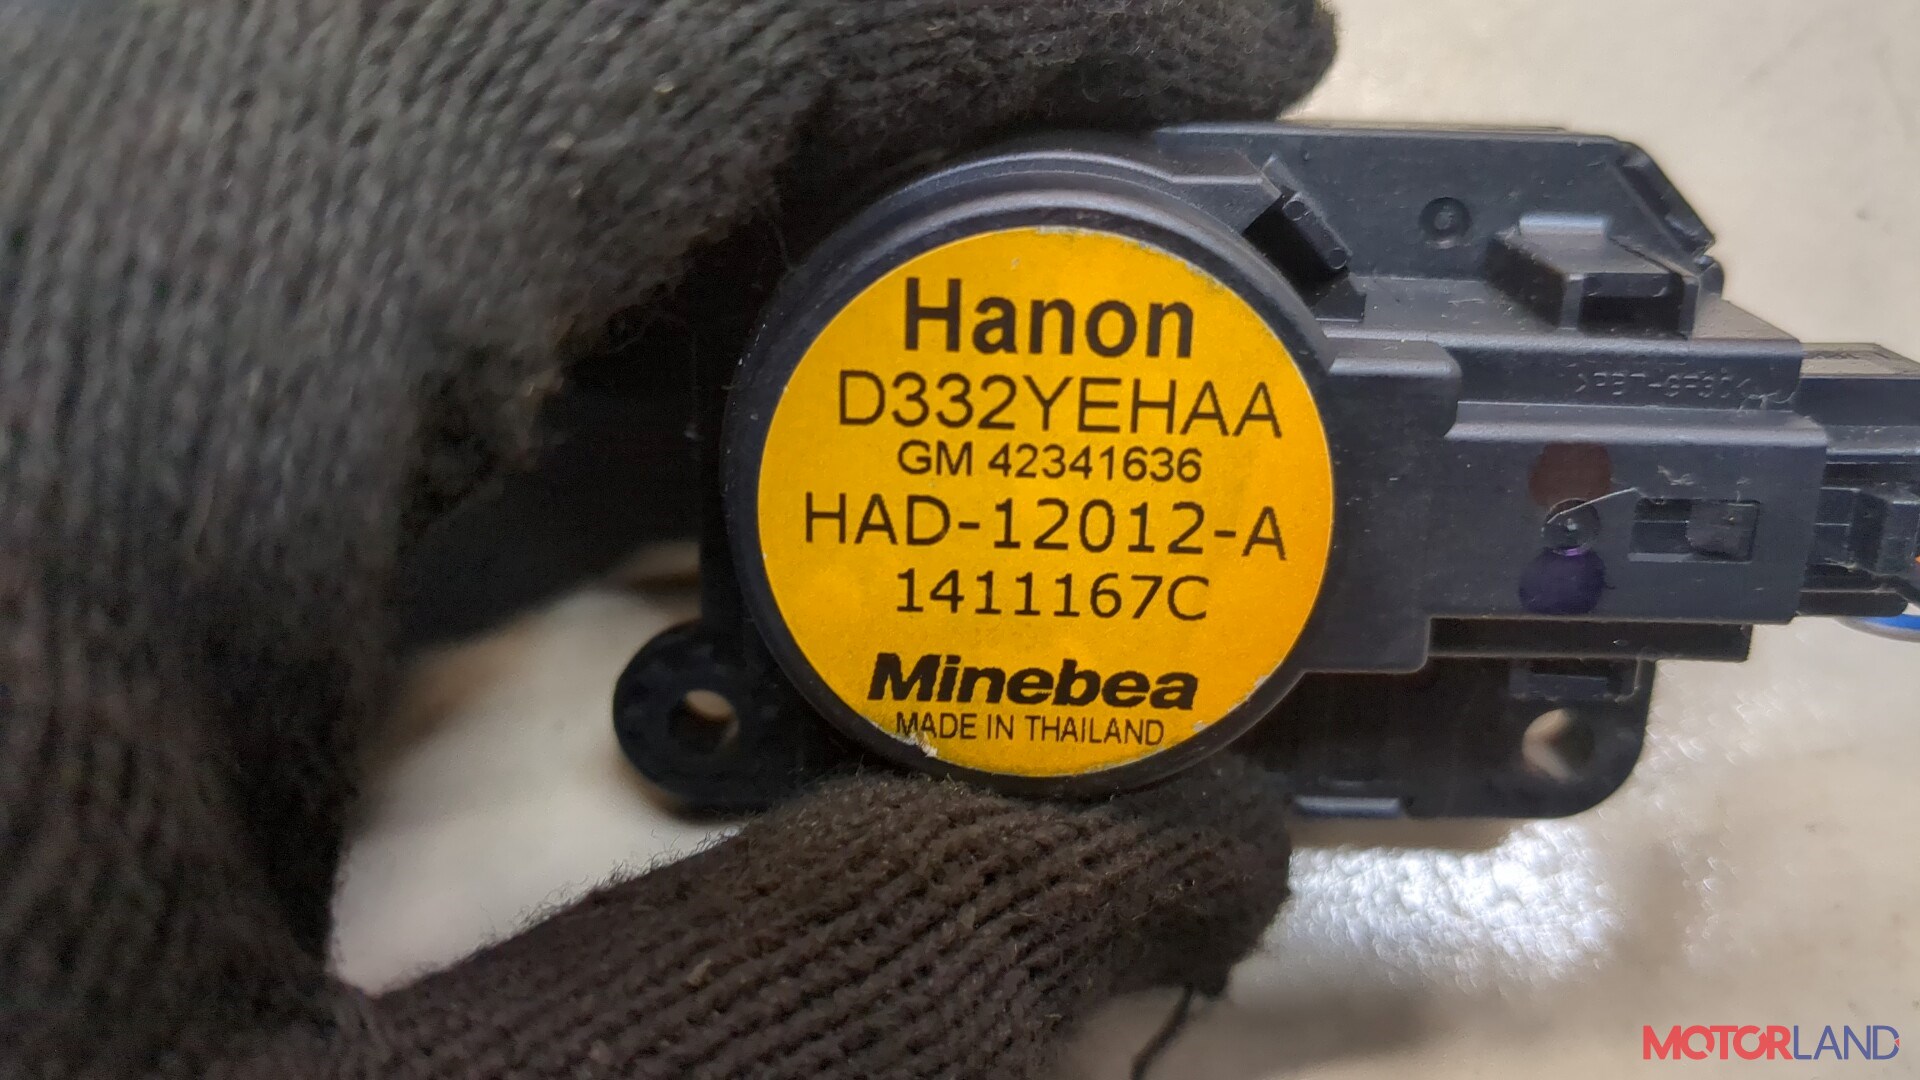 Hanon
D332YEHAA
GM 42341636
HAD-12012-A
1411167C
Minebea
MADE IN THAILAND
MOTORLAND